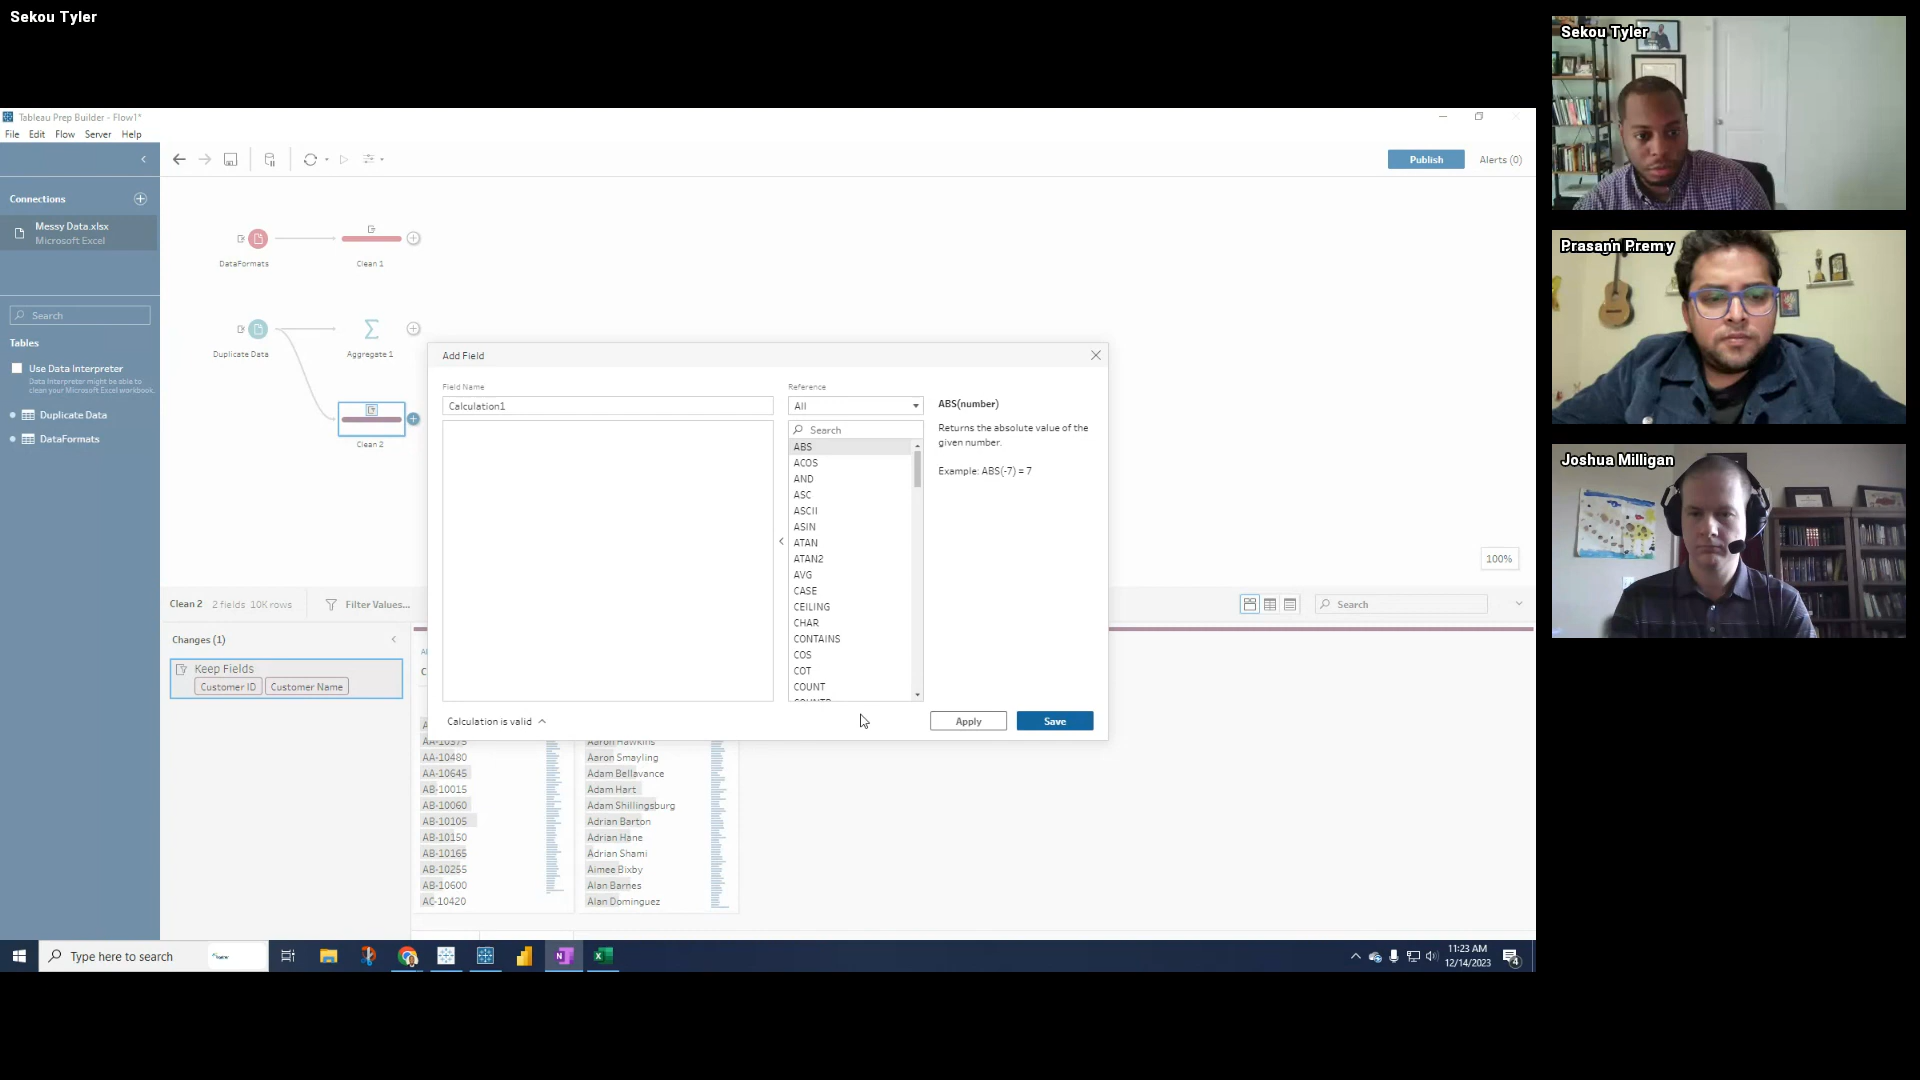 Sekou Tyler
Tableau Prep Builder - Flow1*
File Edit Flow Server Help
Publish
Alerts (0)
Connections
Messy Data.xlsx
Microsoft Excel
Search
Tables
Use Data Interpreter
Data Interpreter might be able to
clean your Microsoft Excel workbook.
Duplicate Data
DataFormats
DataFormats
Clean 1
Duplicate Data
Aggregate 1
Clean 2
100%
Add Field
Field Name
Calculation1
Reference
All
Search
ABS
ACOS
AND
ASC
ASCII
ASIN
ATAN
ATAN2
AVG
CASE
CEILING
CHAR
CONTAINS
COS
COT
COUNT
ABS(number)
Returns the absolute value of the
given number.
Example: ABS(-7) = 7
Calculation is valid
Apply
Save
Clean 2 2 fields 10K rows
Filter Values...
Search
Changes (1)
Keep Fields
Customer ID Customer Name
AA-10375 Aaron Hawkins
AA-10480 Aaron Smayling
AA-10645 Adam Bellavance
AB-10015 Adam Hart
AB-10060 Adam Shillingsburg
AB-10105 Adrian Barton
AB-10150 Adrian Hane
AB-10165 Adrian Shami
AB-10255 Aimee Bixby
AB-10600 Alan Barnes
AC-10420 Alan Dominguez
Type here to search
11:23 AM
12/14/2023
4
Sekou Tyler
Prasann Premy
Joshua Milligan